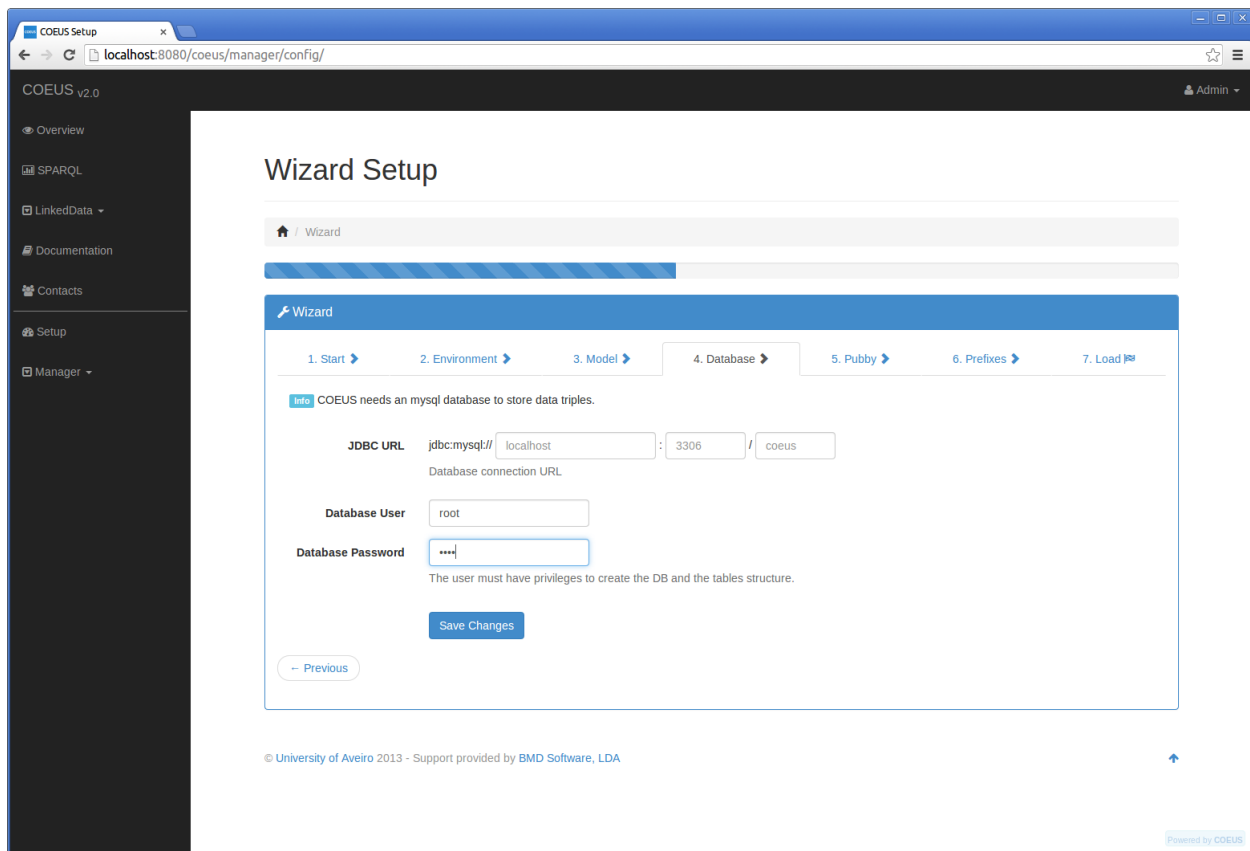 COEUS Setup
localhost:8080/coeus/manager/config/
COEUS v2.0
Admin
Overview
SPARQL
LinkedData
Documentation
Contacts
Setup
Manager
Wizard Setup
/ Wizard
Wizard
1. Start 2. Environment 3. Model 4. Database 5. Pubby 6. Prefixes 7. Load
Info COEUS needs an mysql database to store data triples.
JDBC URL jdbc:mysql:// localhost : 3306 / coeus
Database connection URL
Database User root
Database Password ••••
The user must have privileges to create the DB and the tables structure.
Save Changes
← Previous
© University of Aveiro 2013 - Support provided by BMD Software, LDA
Powered by COEUS